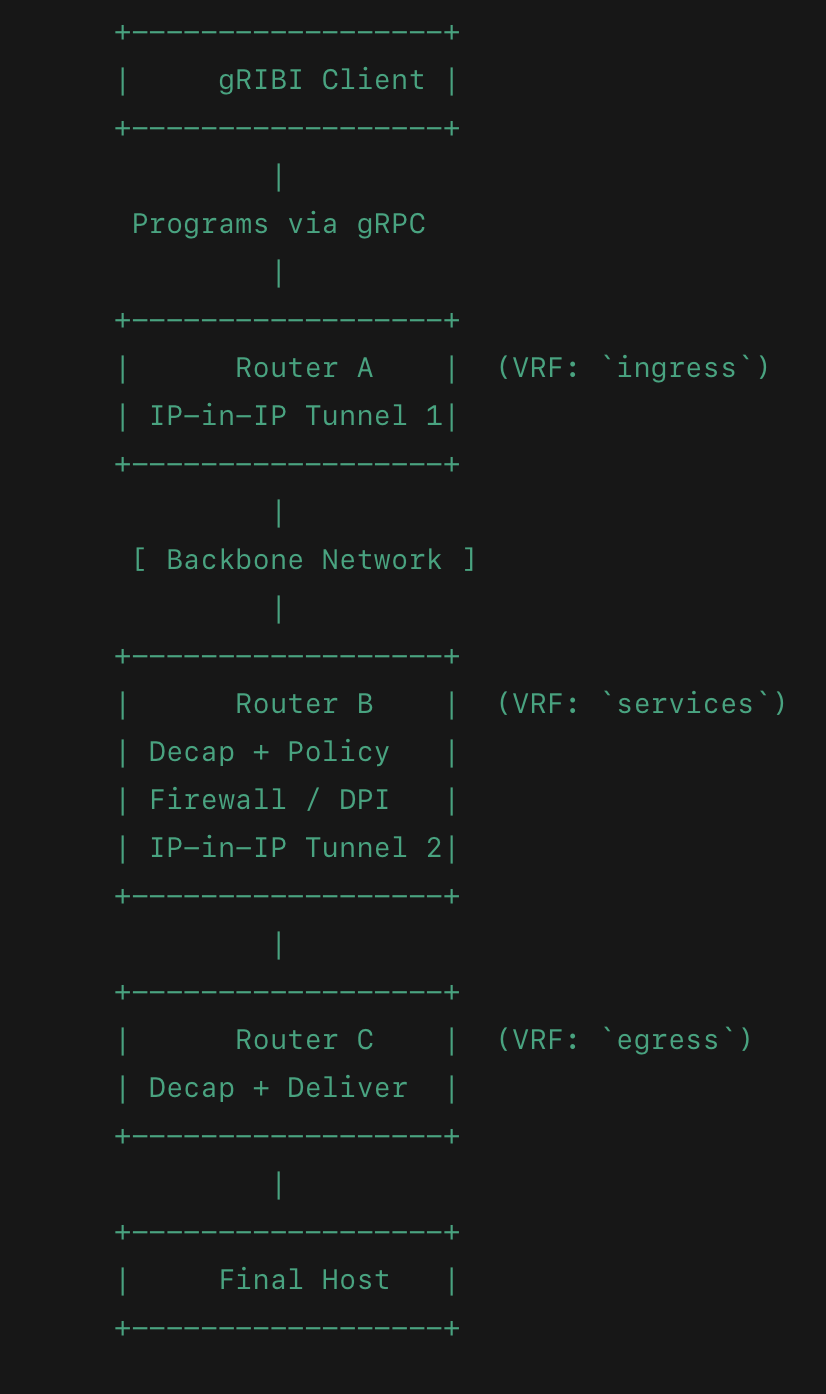 +-----------------+
|     gRIBI Client |
+-----------------+
|
Programs via gRPC
|
+------------------+
|      Router A    |  (VRF: `ingress`)
| IP-in-IP Tunnel 1|
+-----------------+
|
[ Backbone Network ]
|
+------------------+
|      Router B    |  (VRF: `services`)
| Decap + Policy   |
| Firewall / DPI   |
| IP-in-IP Tunnel 2|
+-----------------+
|
+-----------------+
|      Router C    |  (VRF: `egress`)
| Decap + Deliver  |
+-----------------+
|
+------------------+
|     Final Host   |
+------------------+